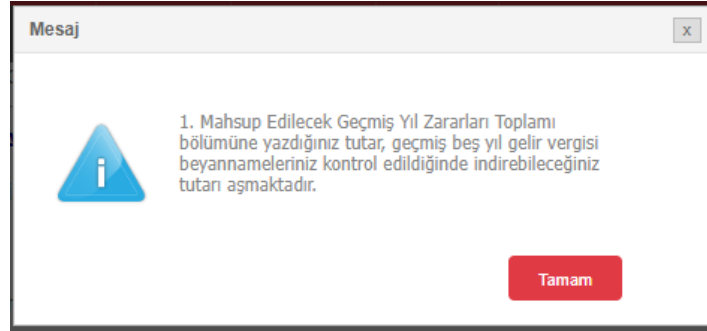 Mesaj
x
1. Mahsup Edilecek Geçmiş Yıl Zararları Toplamı
bölümüne yazdığınız tutar, geçmiş beş yıl gelir vergisi
beyannameleriniz kontrol edildiğinde indirebileceğiniz
tutarı aşmaktadır.
i
Tamam